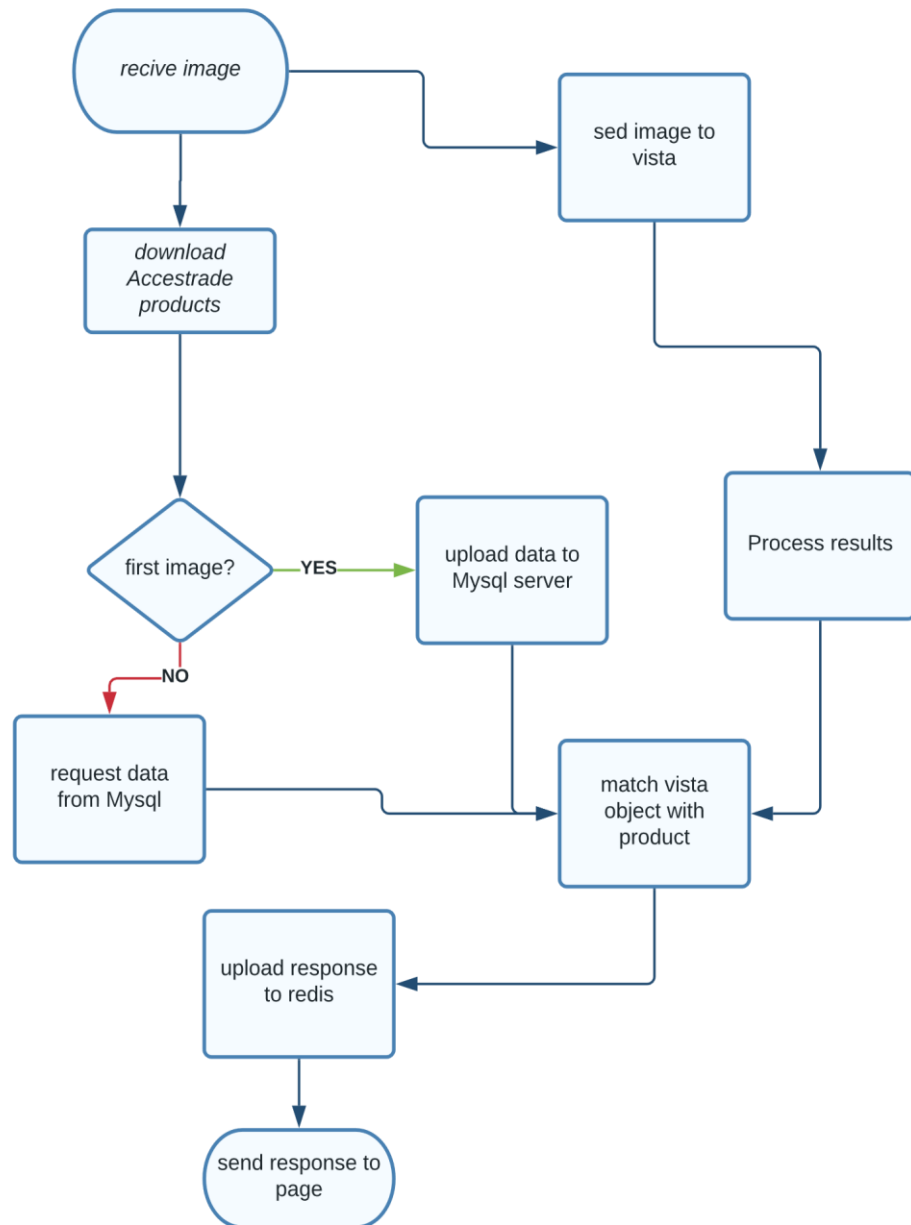 recive image
sed image to
vista
download
Accestrade
products
first image?
YES
upload data to
Mysql server
Process results
NO
request data
from Mysql
match vista
object with
product
upload response
to redis
send response to
page